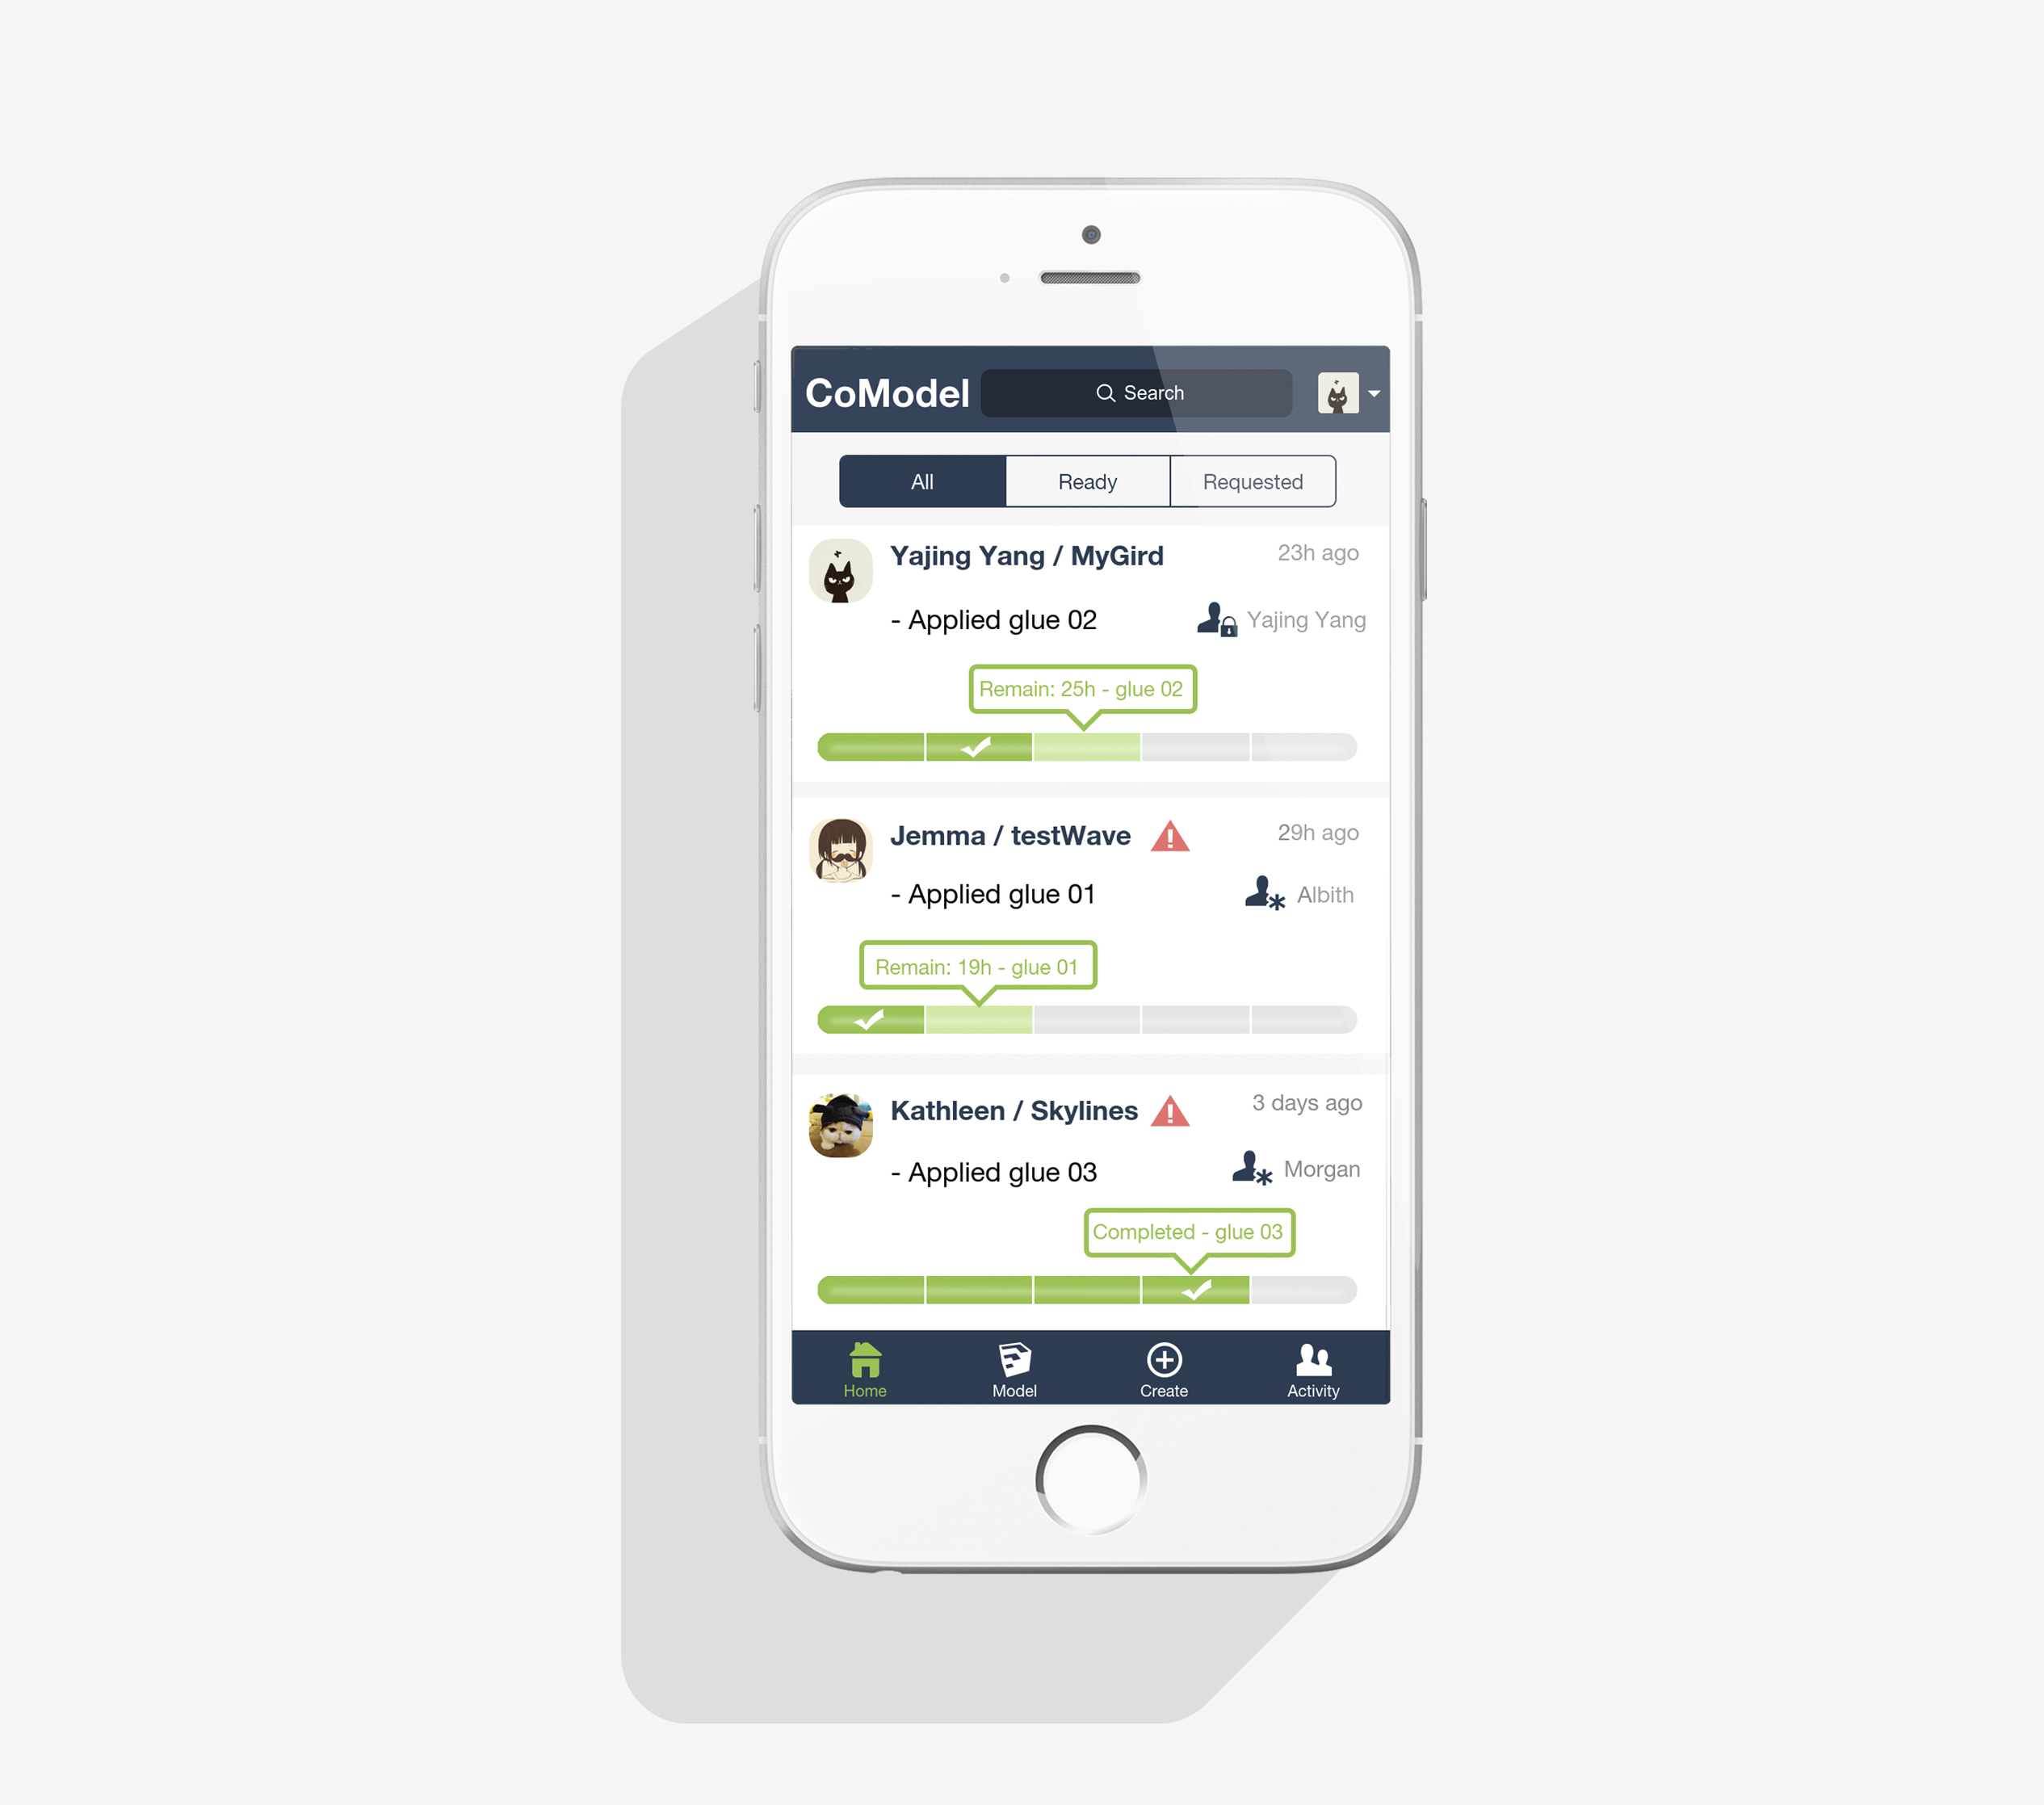 CoModel
Search
All
Ready
Requested
Yajing Yang / MyGird
23h ago
- Applied glue 02
Yajing Yang
Remain: 25h - glue 02
Jemma / testWave
29h ago
- Applied glue 01
Albith
Remain: 19h - glue 01
Kathleen / Skylines
3 days ago
- Applied glue 03
Morgan
Completed - glue 03
Home
Model
Create
Activity